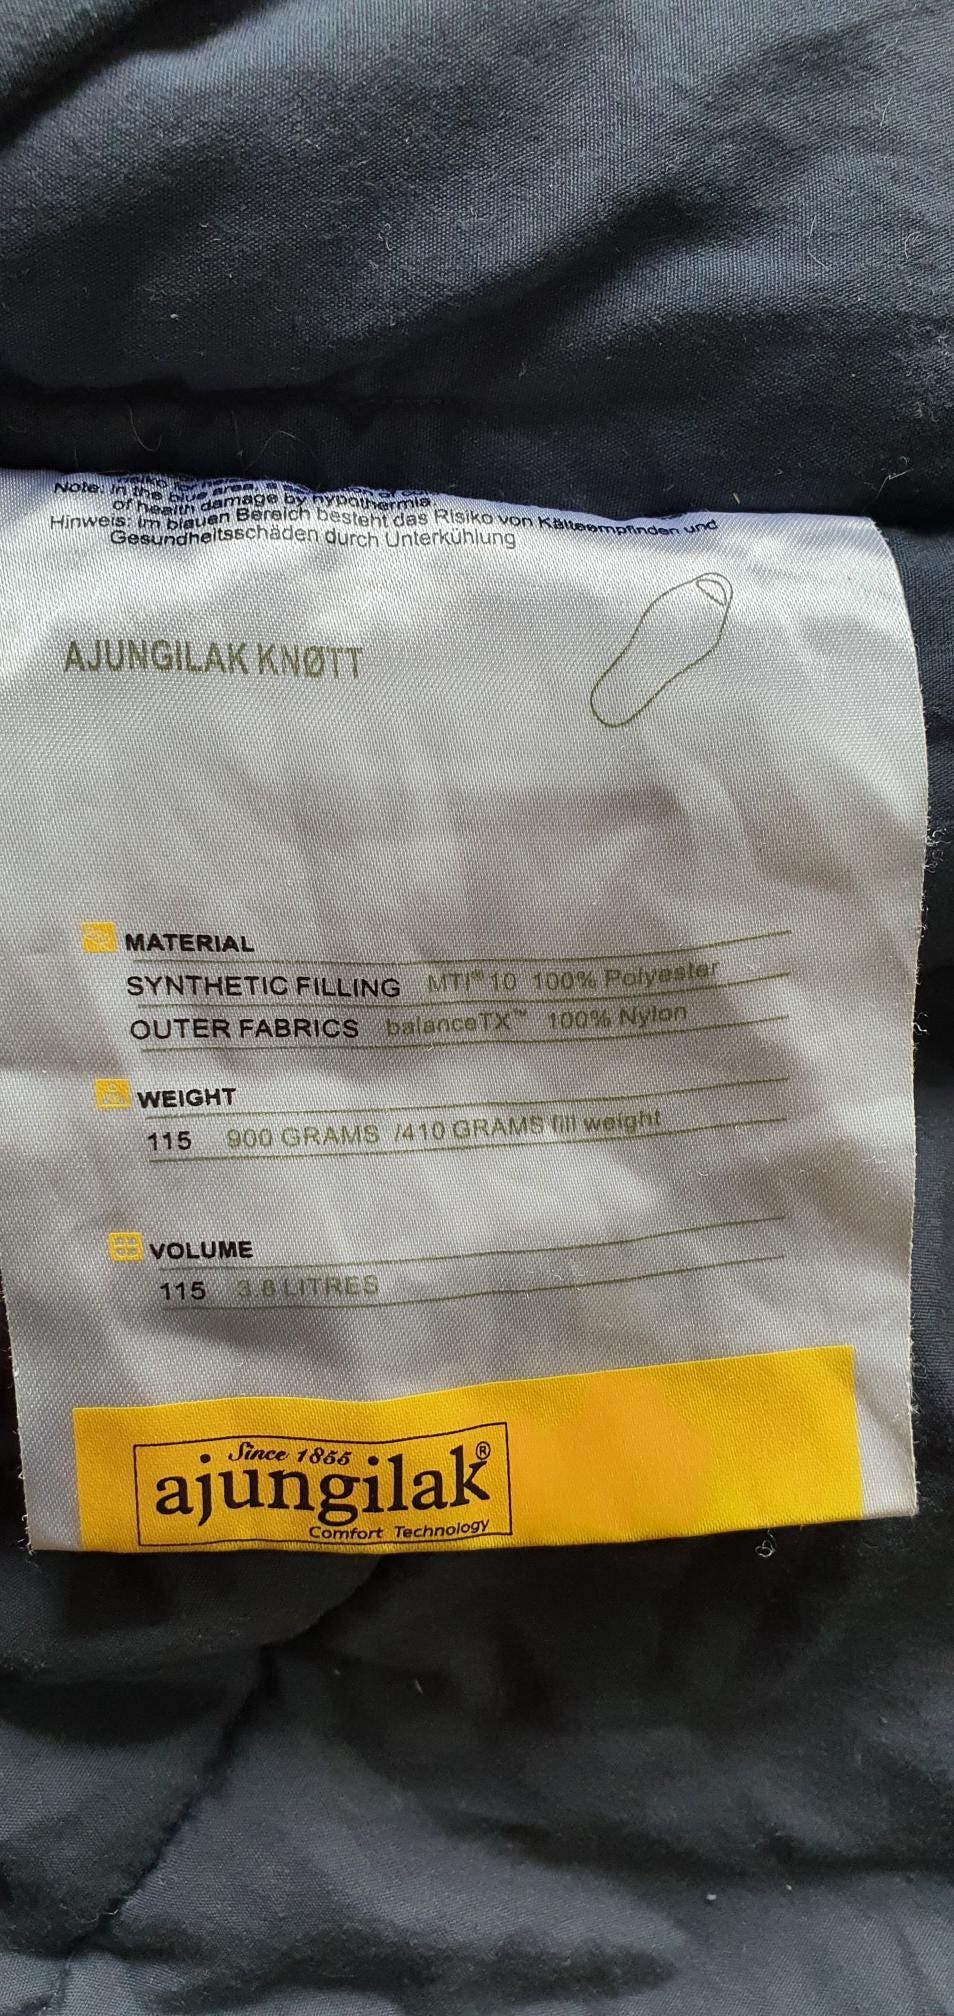 Note: In the blue area
of health damage by hypothermia
Hinweis: Im blauen Bereich besteht das Risiko von Kälteempfinden und
Gesundheitsschäden durch Unterkühlung
AJUNGILAK KNØTT
MATERIAL
SYNTHETIC FILLING MTI® 10 100% Polyester
OUTER FABRICS balanceTX™ 100% Nylon
WEIGHT
115 900 GRAMS /410 GRAMS fill weight
VOLUME
115 3.8 LITRES
Since 1855
ajungilak®
Comfort Technology